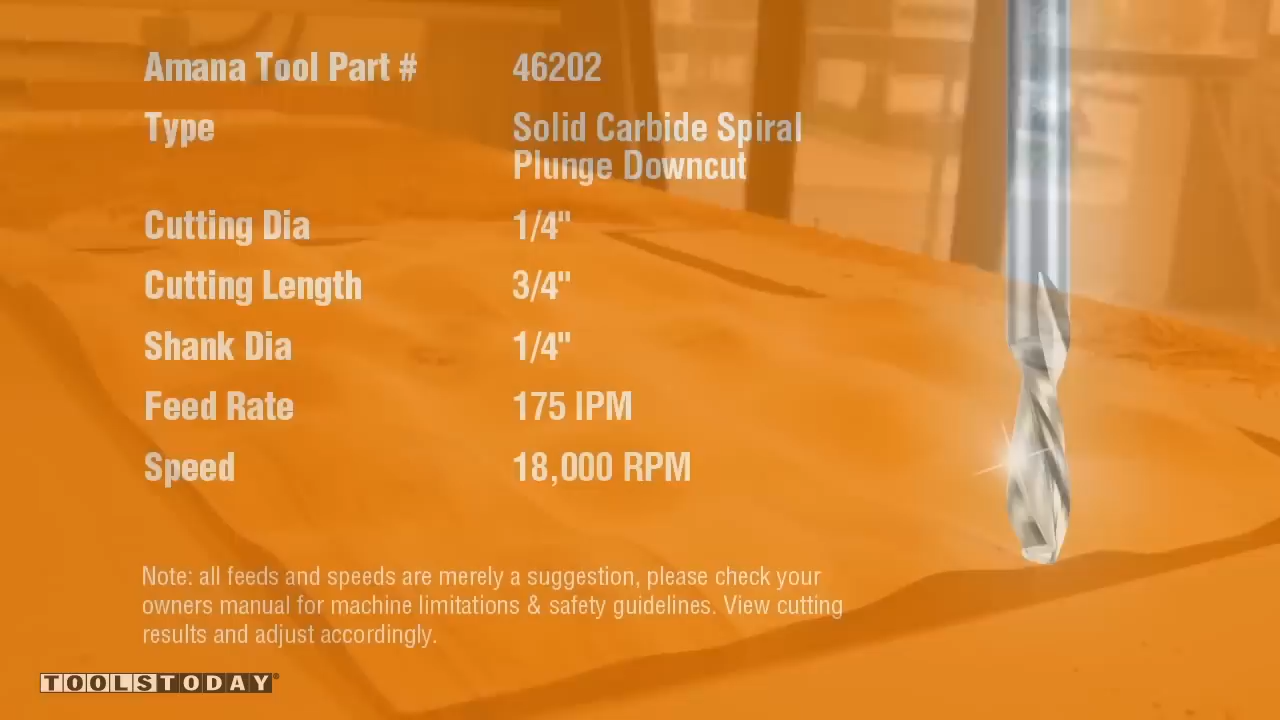 Amana Tool Part # 46202
Type Solid Carbide Spiral
Plunge Downcut
Cutting Dia 1/4"
Cutting Length 3/4"
Shank Dia 1/4"
Feed Rate 175 IPM
Speed 18,000 RPM
Note: all feeds and speeds are merely a suggestion, please check your
owners manual for machine limitations & safety guidelines. View cutting
results and adjust accordingly.
TOOLSTODAY®